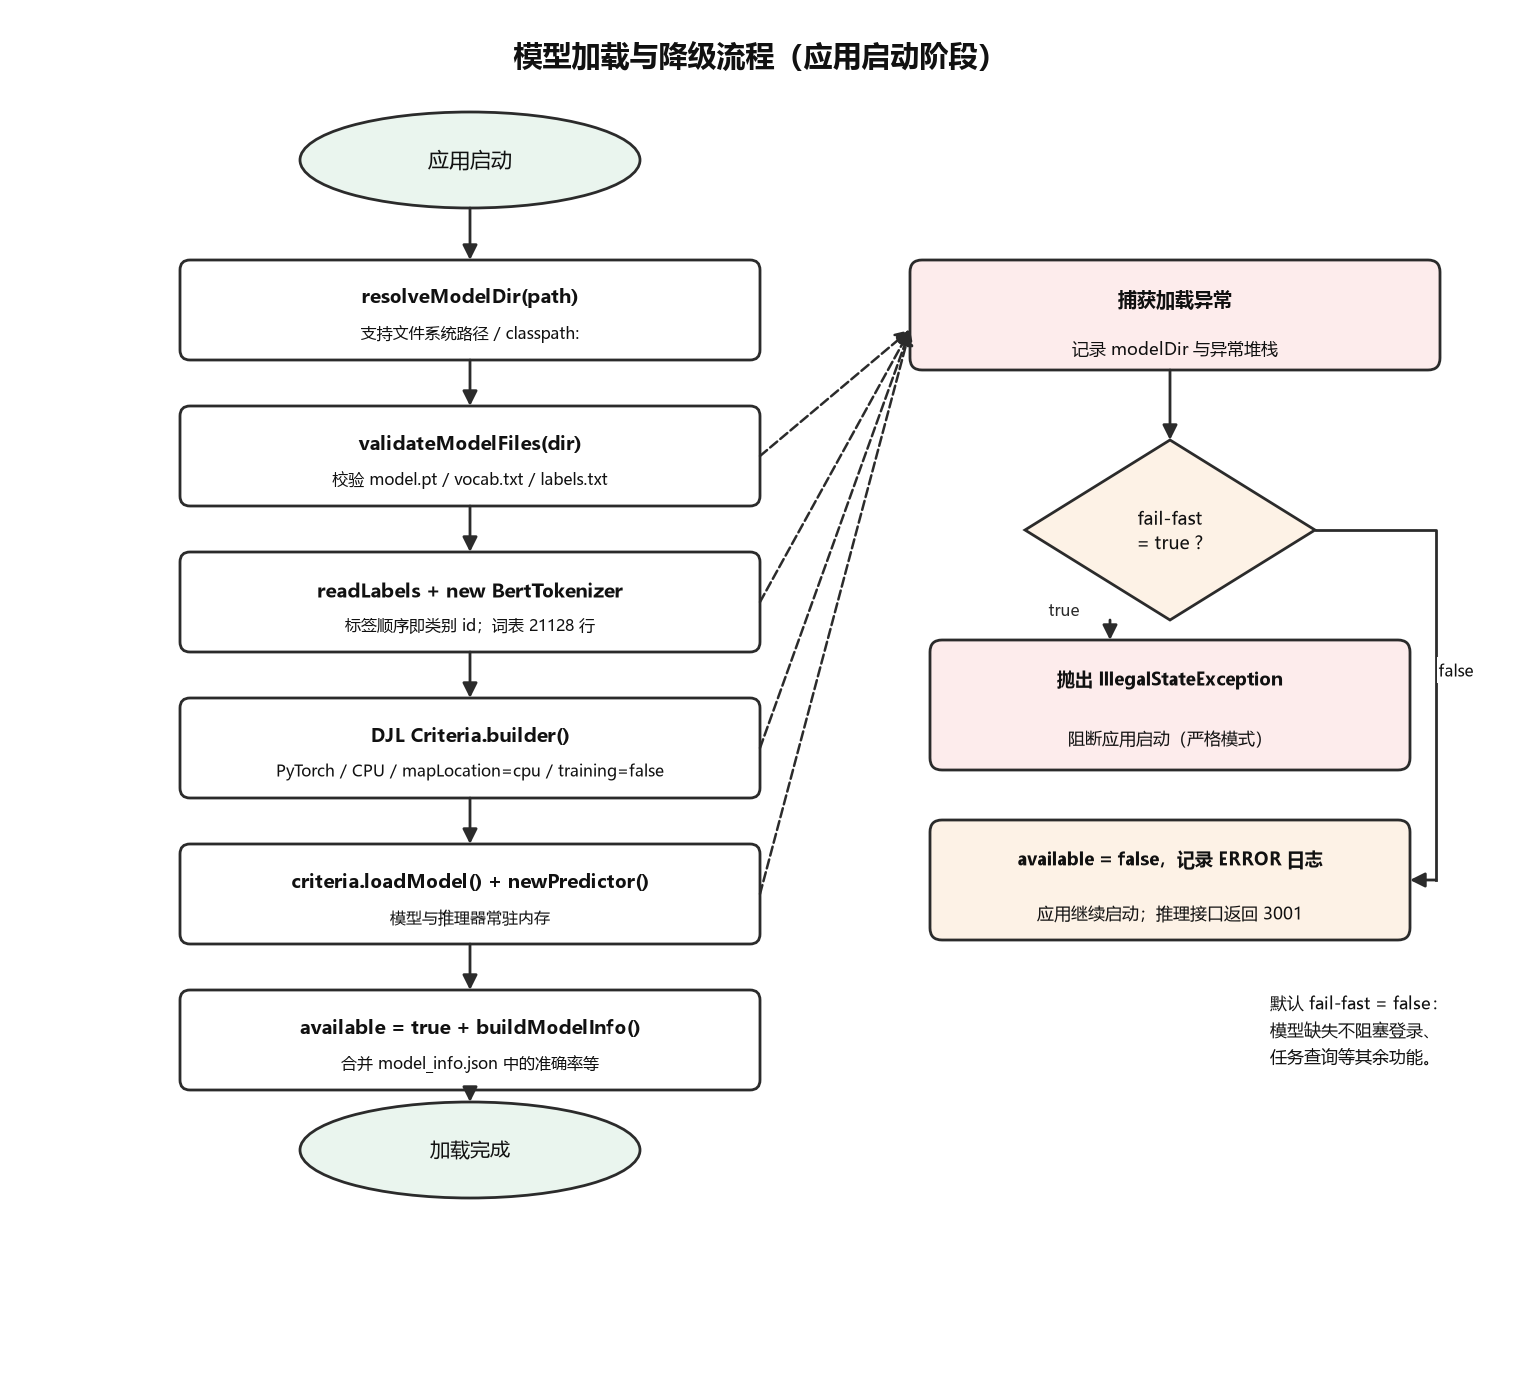 模型加载与降级流程（应用启动阶段）
应用启动
resolveModelDir(path)
支持文件系统路径 / classpath:
validateModelFiles(dir)
校验 model.pt / vocab.txt / labels.txt
readLabels + new BertTokenizer
标签顺序即类别 id；词表 21128 行
DJL Criteria.builder()
PyTorch / CPU / mapLocation=cpu / training=false
criteria.loadModel() + newPredictor()
模型与推理器常驻内存
available = true + buildModelInfo()
合并 model_info.json 中的准确率等
加载完成
捕获加载异常
记录 modelDir 与异常堆栈
fail-fast
= true ?
true
false
抛出 IllegalStateException
阻断应用启动（严格模式）
available = false，记录 ERROR 日志
应用继续启动；推理接口返回 3001
默认 fail-fast = false：
模型缺失不阻塞登录、
任务查询等其余功能。